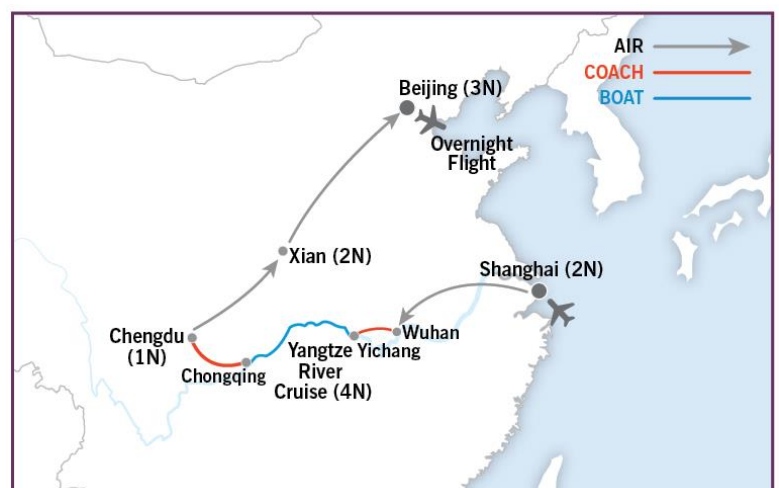 AIR
COACH
BOAT
Beijing (3N)
Overnight
Flight
Xian (2N)
Shanghai (2N)
Chengdu
(1N)
Chongqing
Yangtze
River
Cruise (4N)
Yichang
Wuhan